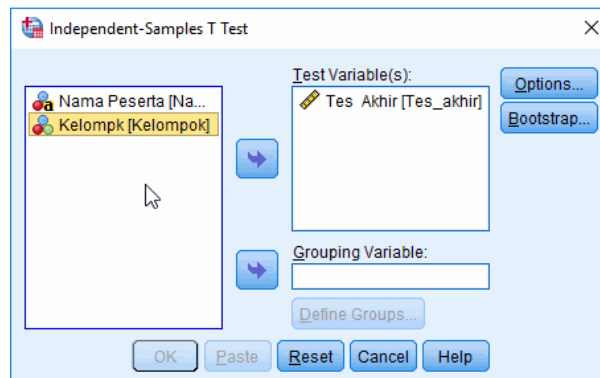 Independent-Samples T Test
Test Variable(s):
Nama Peserta [Na...
Kelompk [Kelompok]
Tes Akhir [Tes_akhir]
Options...
Bootstrap...
Grouping Variable:
Define Groups...
OK Paste Reset Cancel Help